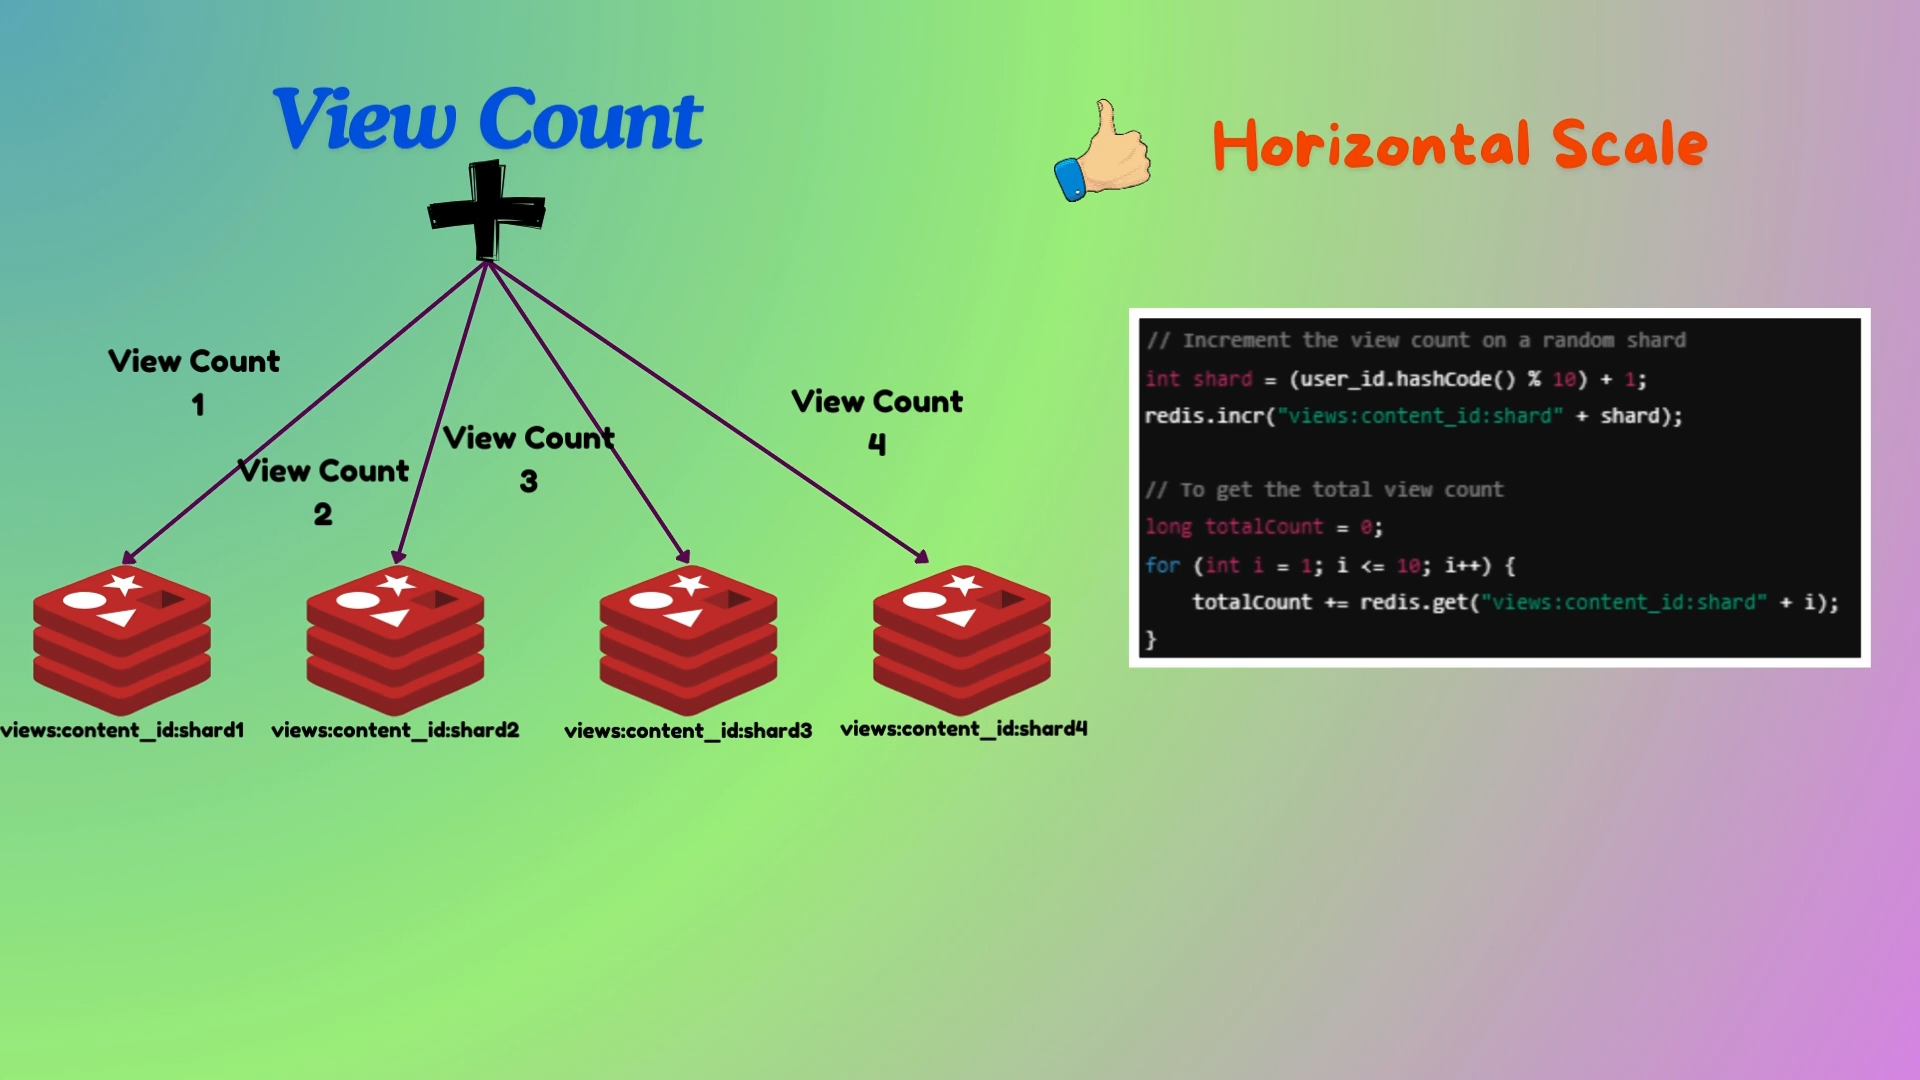 View Count
Horizontal Scale
View Count
1
View Count
2
View Count
3
View Count
4
views:content_id:shard1
views:content_id:shard2
views:content_id:shard3
views:content_id:shard4
// Increment the view count on a random shard
int shard = (user_id.hashCode() % 10) + 1;
redis.incr("views:content_id:shard" + shard);
// To get the total view count
long totalCount = 0;
for (int i = 1; i <= 10; i++) {
    totalCount += redis.get("views:content_id:shard" + i);
}